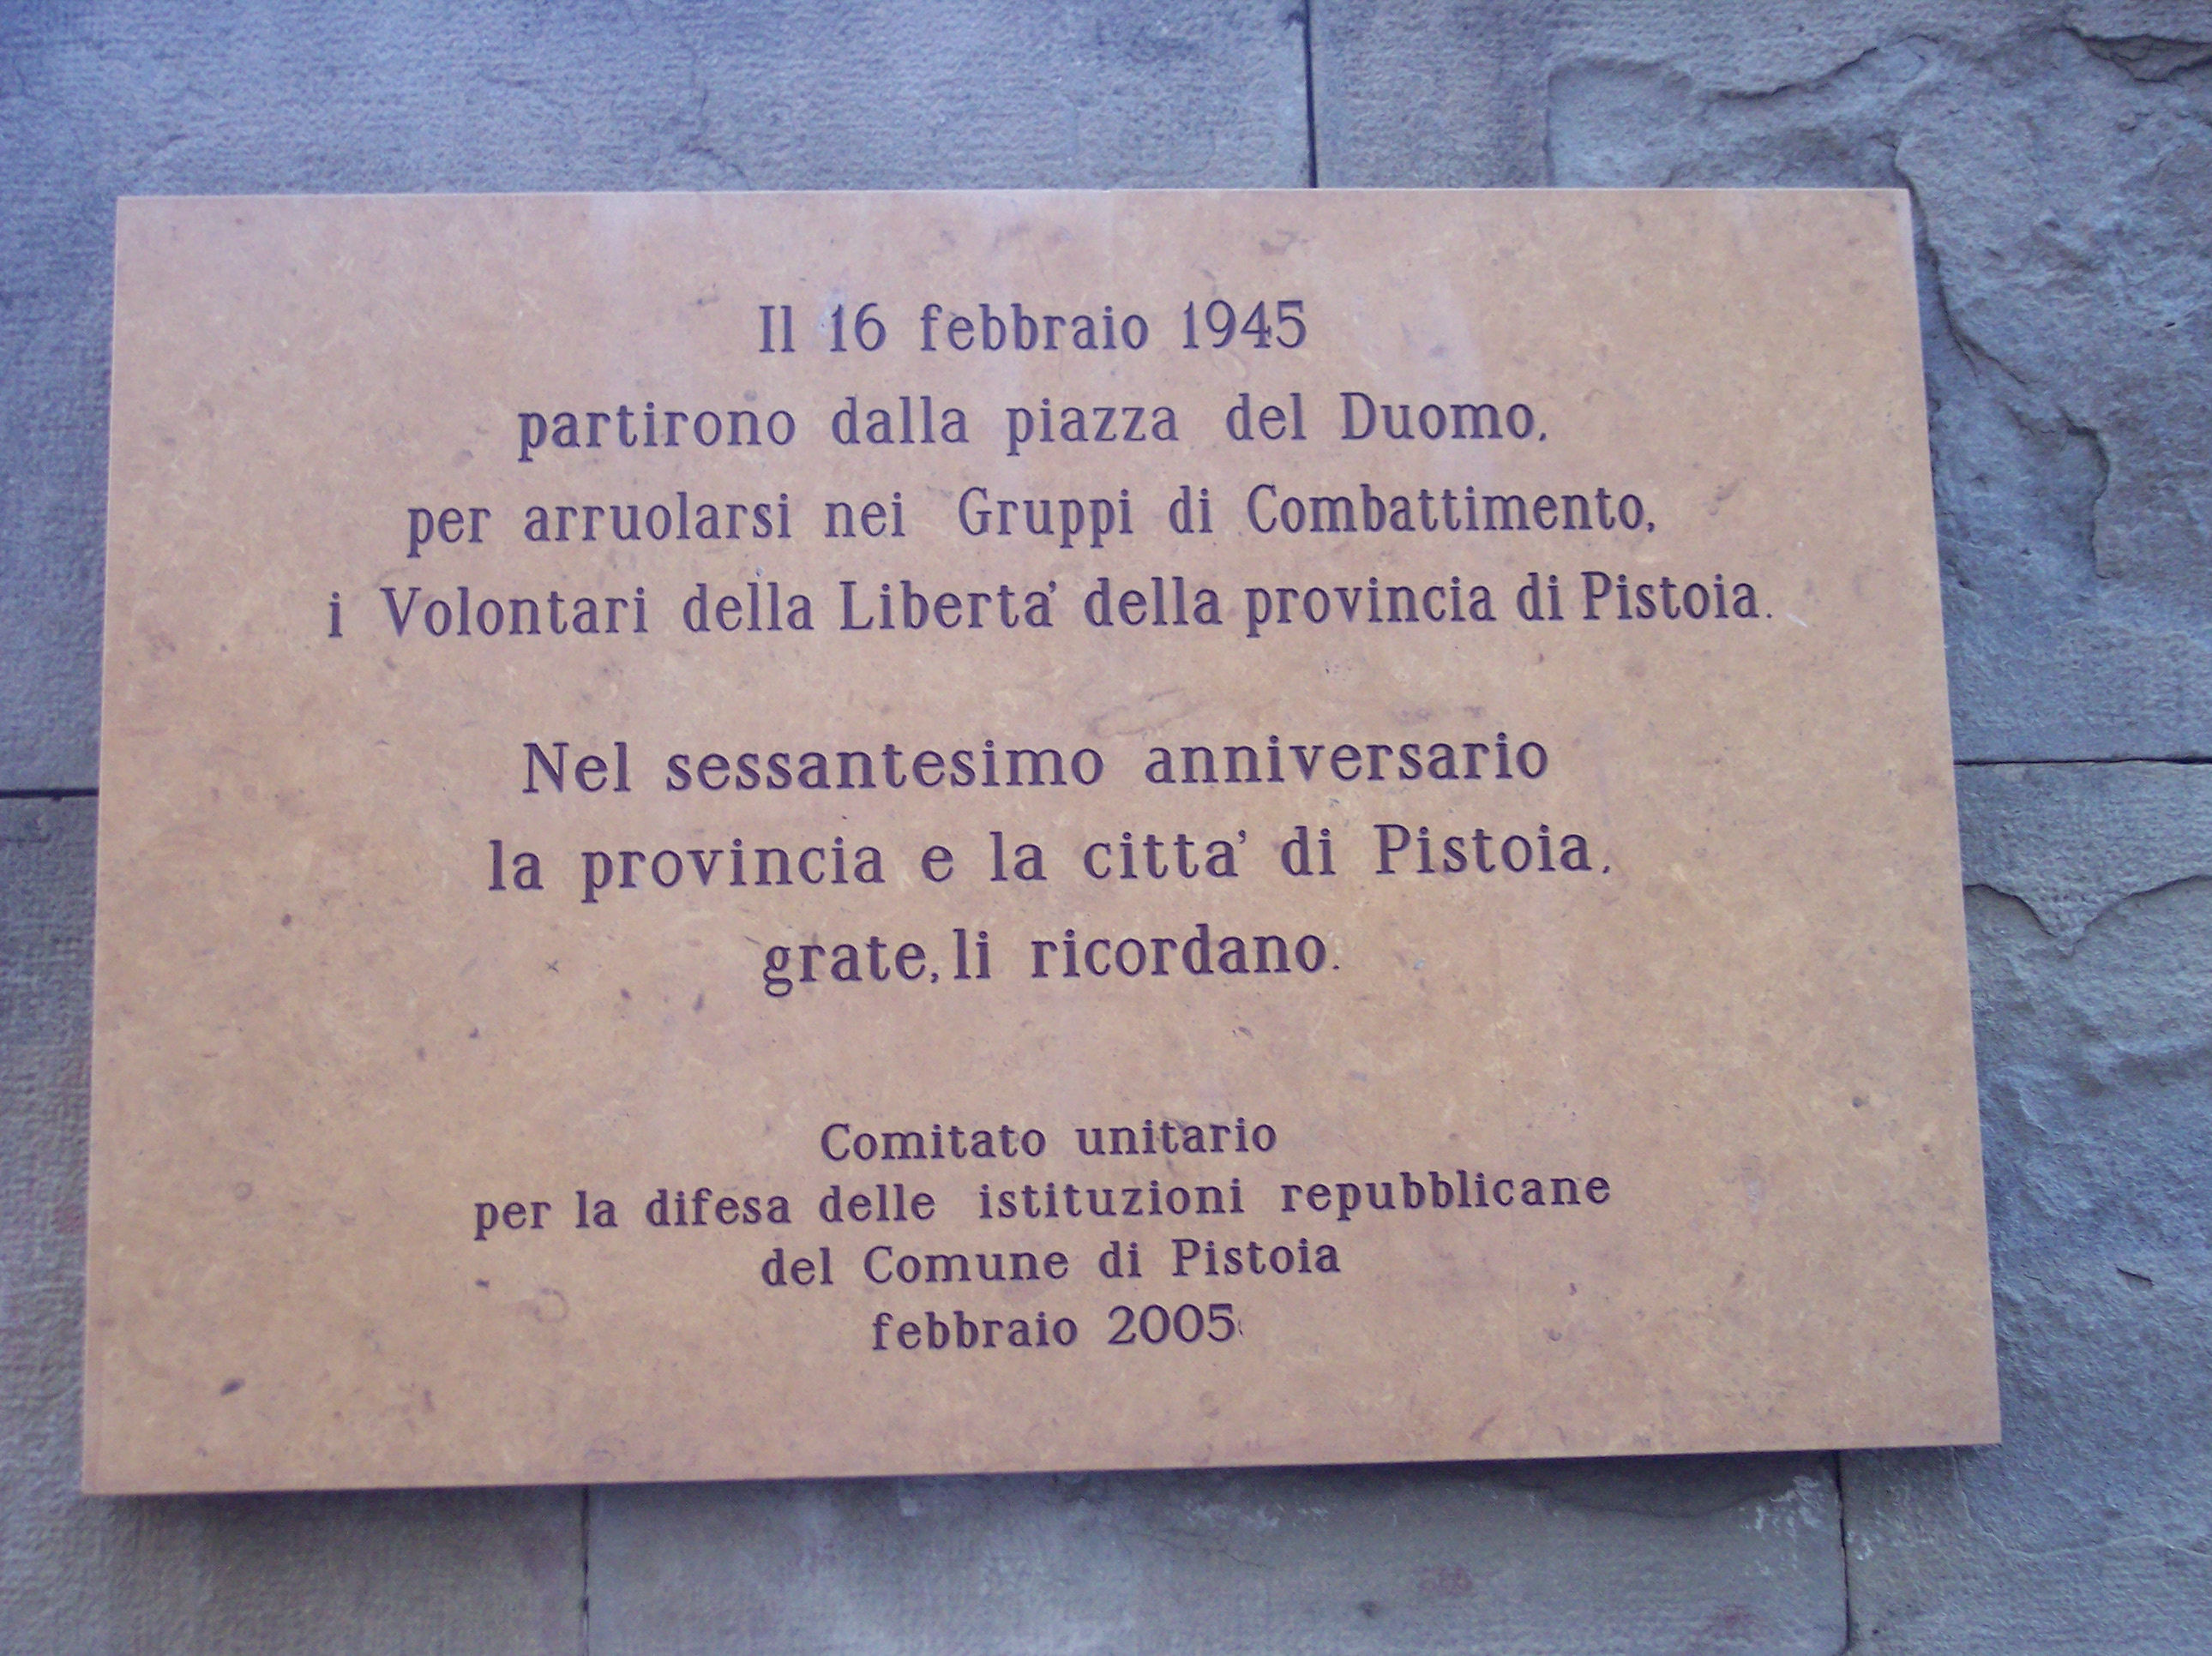 Il 16 febbraio 1945
partirono dalla piazza del Duomo,
per arruolarsi nei Gruppi di Combattimento,
i Volontari della Liberta' della provincia di Pistoia.
Nel sessantesimo anniversario
la provincia e la citta' di Pistoia,
grate, li ricordano.
Comitato unitario
per la difesa delle istituzioni repubblicane
del Comune di Pistoia
febbraio 2005